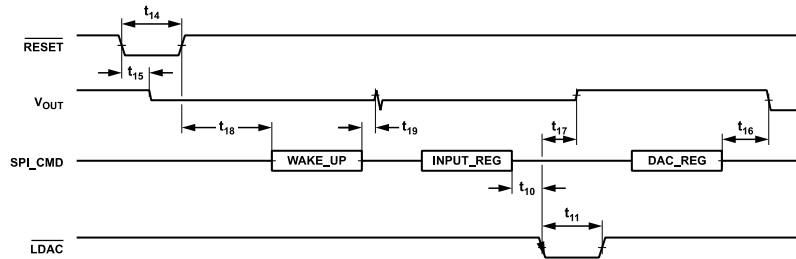 t14
RESET
t15
VOUT
t18
t19
t17
t16
SPI_CMD
WAKE_UP
INPUT_REG
DAC_REG
t10
t11
LDAC